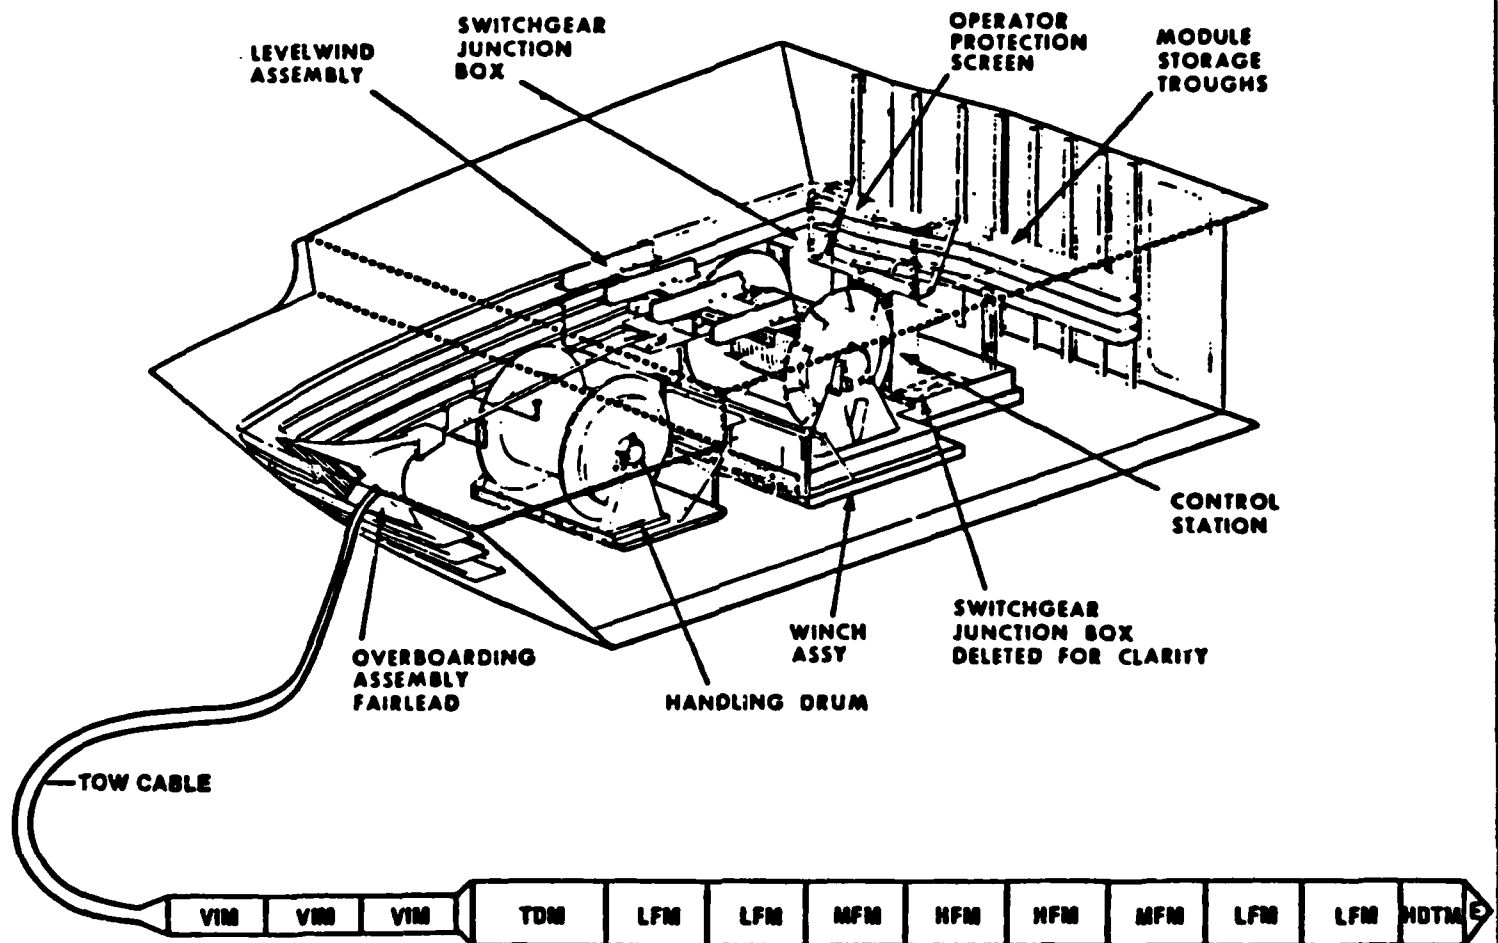 LEVELWIND
ASSEMBLY
SWITCHGEAR
JUNCTION
BOX
OPERATOR
PROTECTION
SCREEN
MODULE
STORAGE
TROUGHS
CONTROL
STATION
SWITCHGEAR
JUNCTION BOX
DELETED FOR CLARITY
WINCH
ASSY
HANDLING DRUM
OVERBOARDING
ASSEMBLY
FAIRLEAD
TOW CABLE
VIM VIM VIM TDM LFM LFM MFM HFM HFM MFM LFM LFM HDTM E